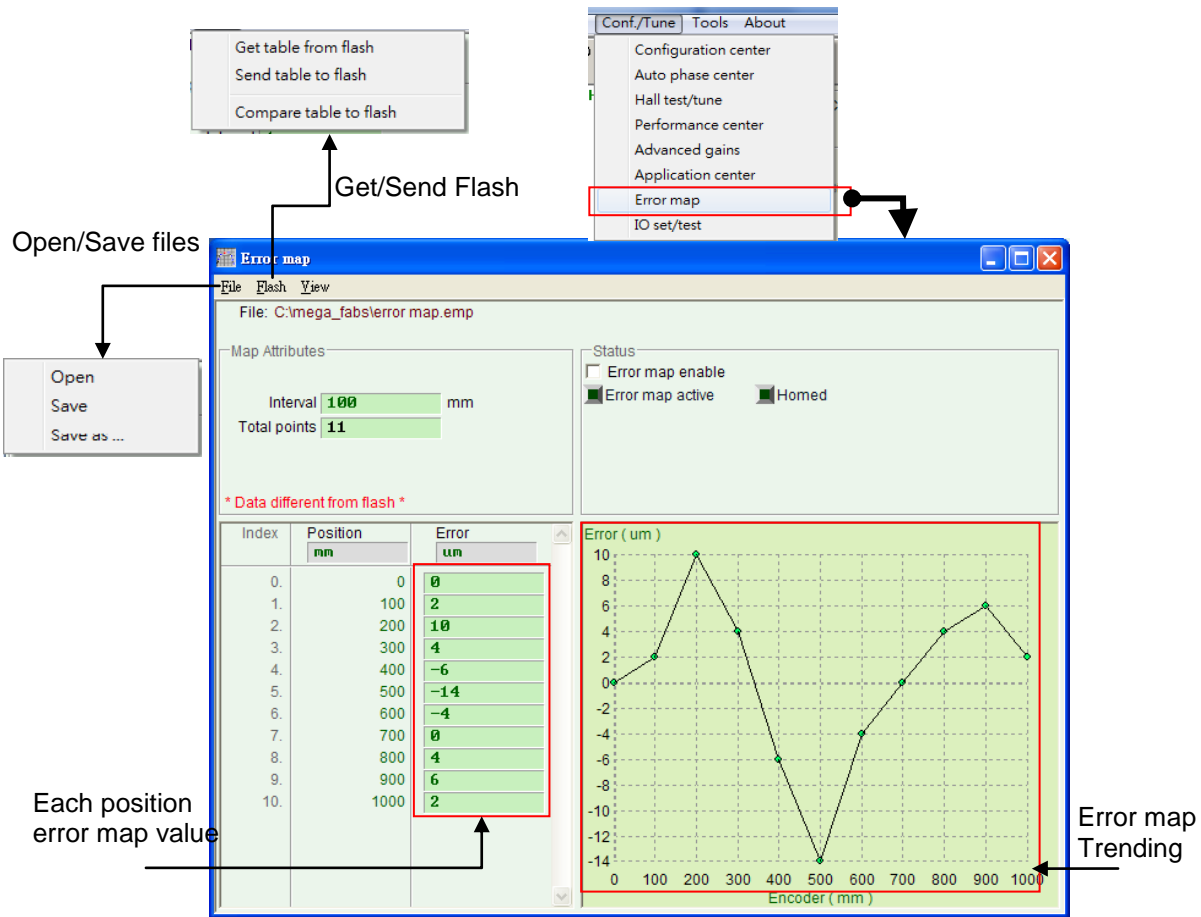 Get table from flash
Send table to flash
Compare table to flash
Get/Send Flash
Conf./Tune Tools About
Configuration center
Auto phase center
Hall test/tune
Performance center
Advanced gains
Application center
Error map
IO set/test
Open/Save files
Open
Save
Save as ...
Error map
File Flash View
File: C:\mega_fabs\error map.emp
Map Attributes
Interval 100 mm
Total points 11
* Data different from flash *
Status
Error map enable
Error map active Homed
Index Position Error
mm um
0. 0 0
1. 100 2
2. 200 10
3. 300 4
4. 400 -6
5. 500 -14
6. 600 -4
7. 700 0
8. 800 4
9. 900 6
10. 1000 2
Each position
error map value
Error ( um )
10
8
6
4
2
0
-2
-4
-6
-8
-10
-12
-14
0 100 200 300 400 500 600 700 800 900 1000
Encoder ( mm )
Error map
Trending